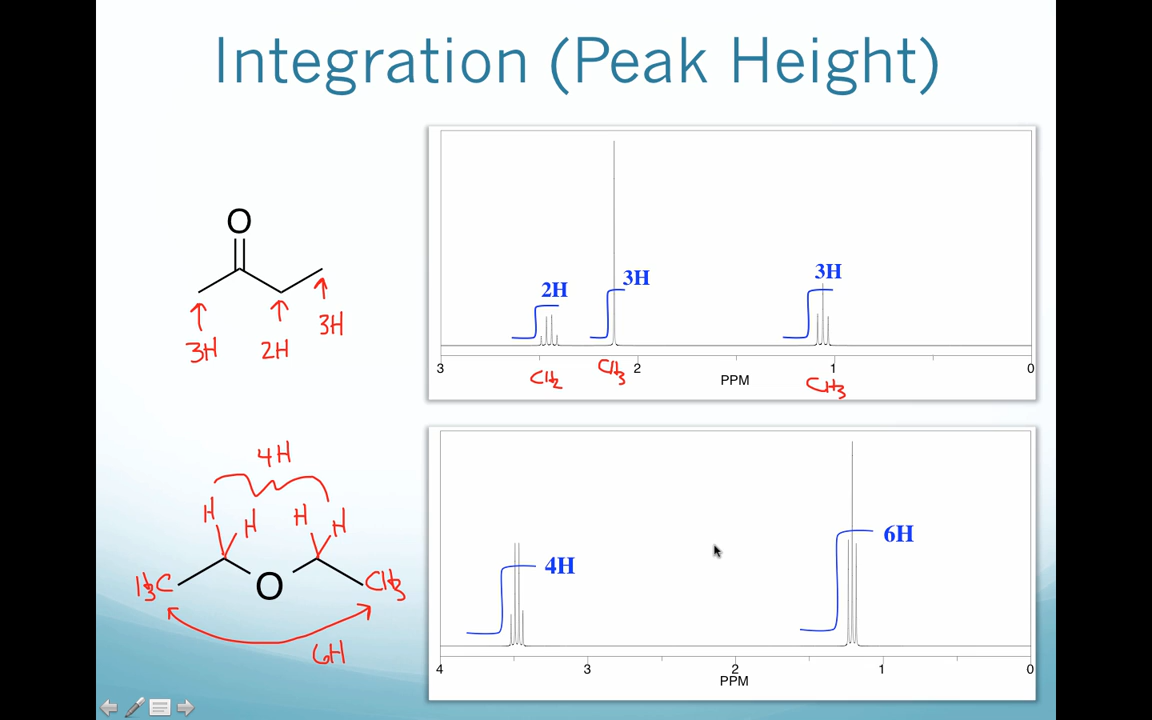 Integration (Peak Height)
O
3H
2H
3H
2H
3H
3H
3
2
1
0
PPM
CH2
CH3
CH3
4H
H
H
H
H
H3C
O
CH3
6H
4H
6H
4
3
2
1
0
PPM